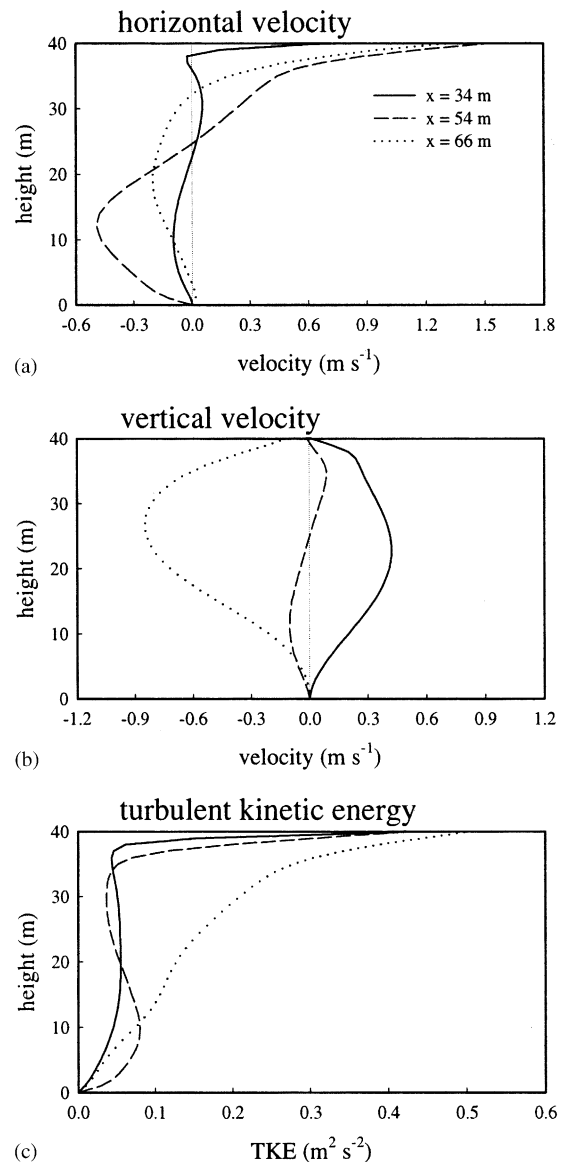 horizontal velocity
40
30
20
10
0
height (m)
x = 34 m
x = 54 m
x = 66 m
-0.6 -0.3 0.0 0.3 0.6 0.9 1.2 1.5 1.8
velocity (m s⁻¹)
(a)
vertical velocity
40
30
20
10
0
height (m)
-1.2 -0.9 -0.6 -0.3 0.0 0.3 0.6 0.9 1.2
velocity (m s⁻¹)
(b)
turbulent kinetic energy
40
30
20
10
0
height (m)
0.0 0.1 0.2 0.3 0.4 0.5 0.6
TKE (m² s⁻²)
(c)